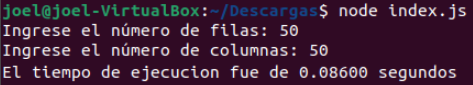 joel@joel-VirtualBox:~/Descargas$ node index.js
Ingrese el número de filas: 50
Ingrese el número de columnas: 50
El tiempo de ejecucion fue de 0.08600 segundos